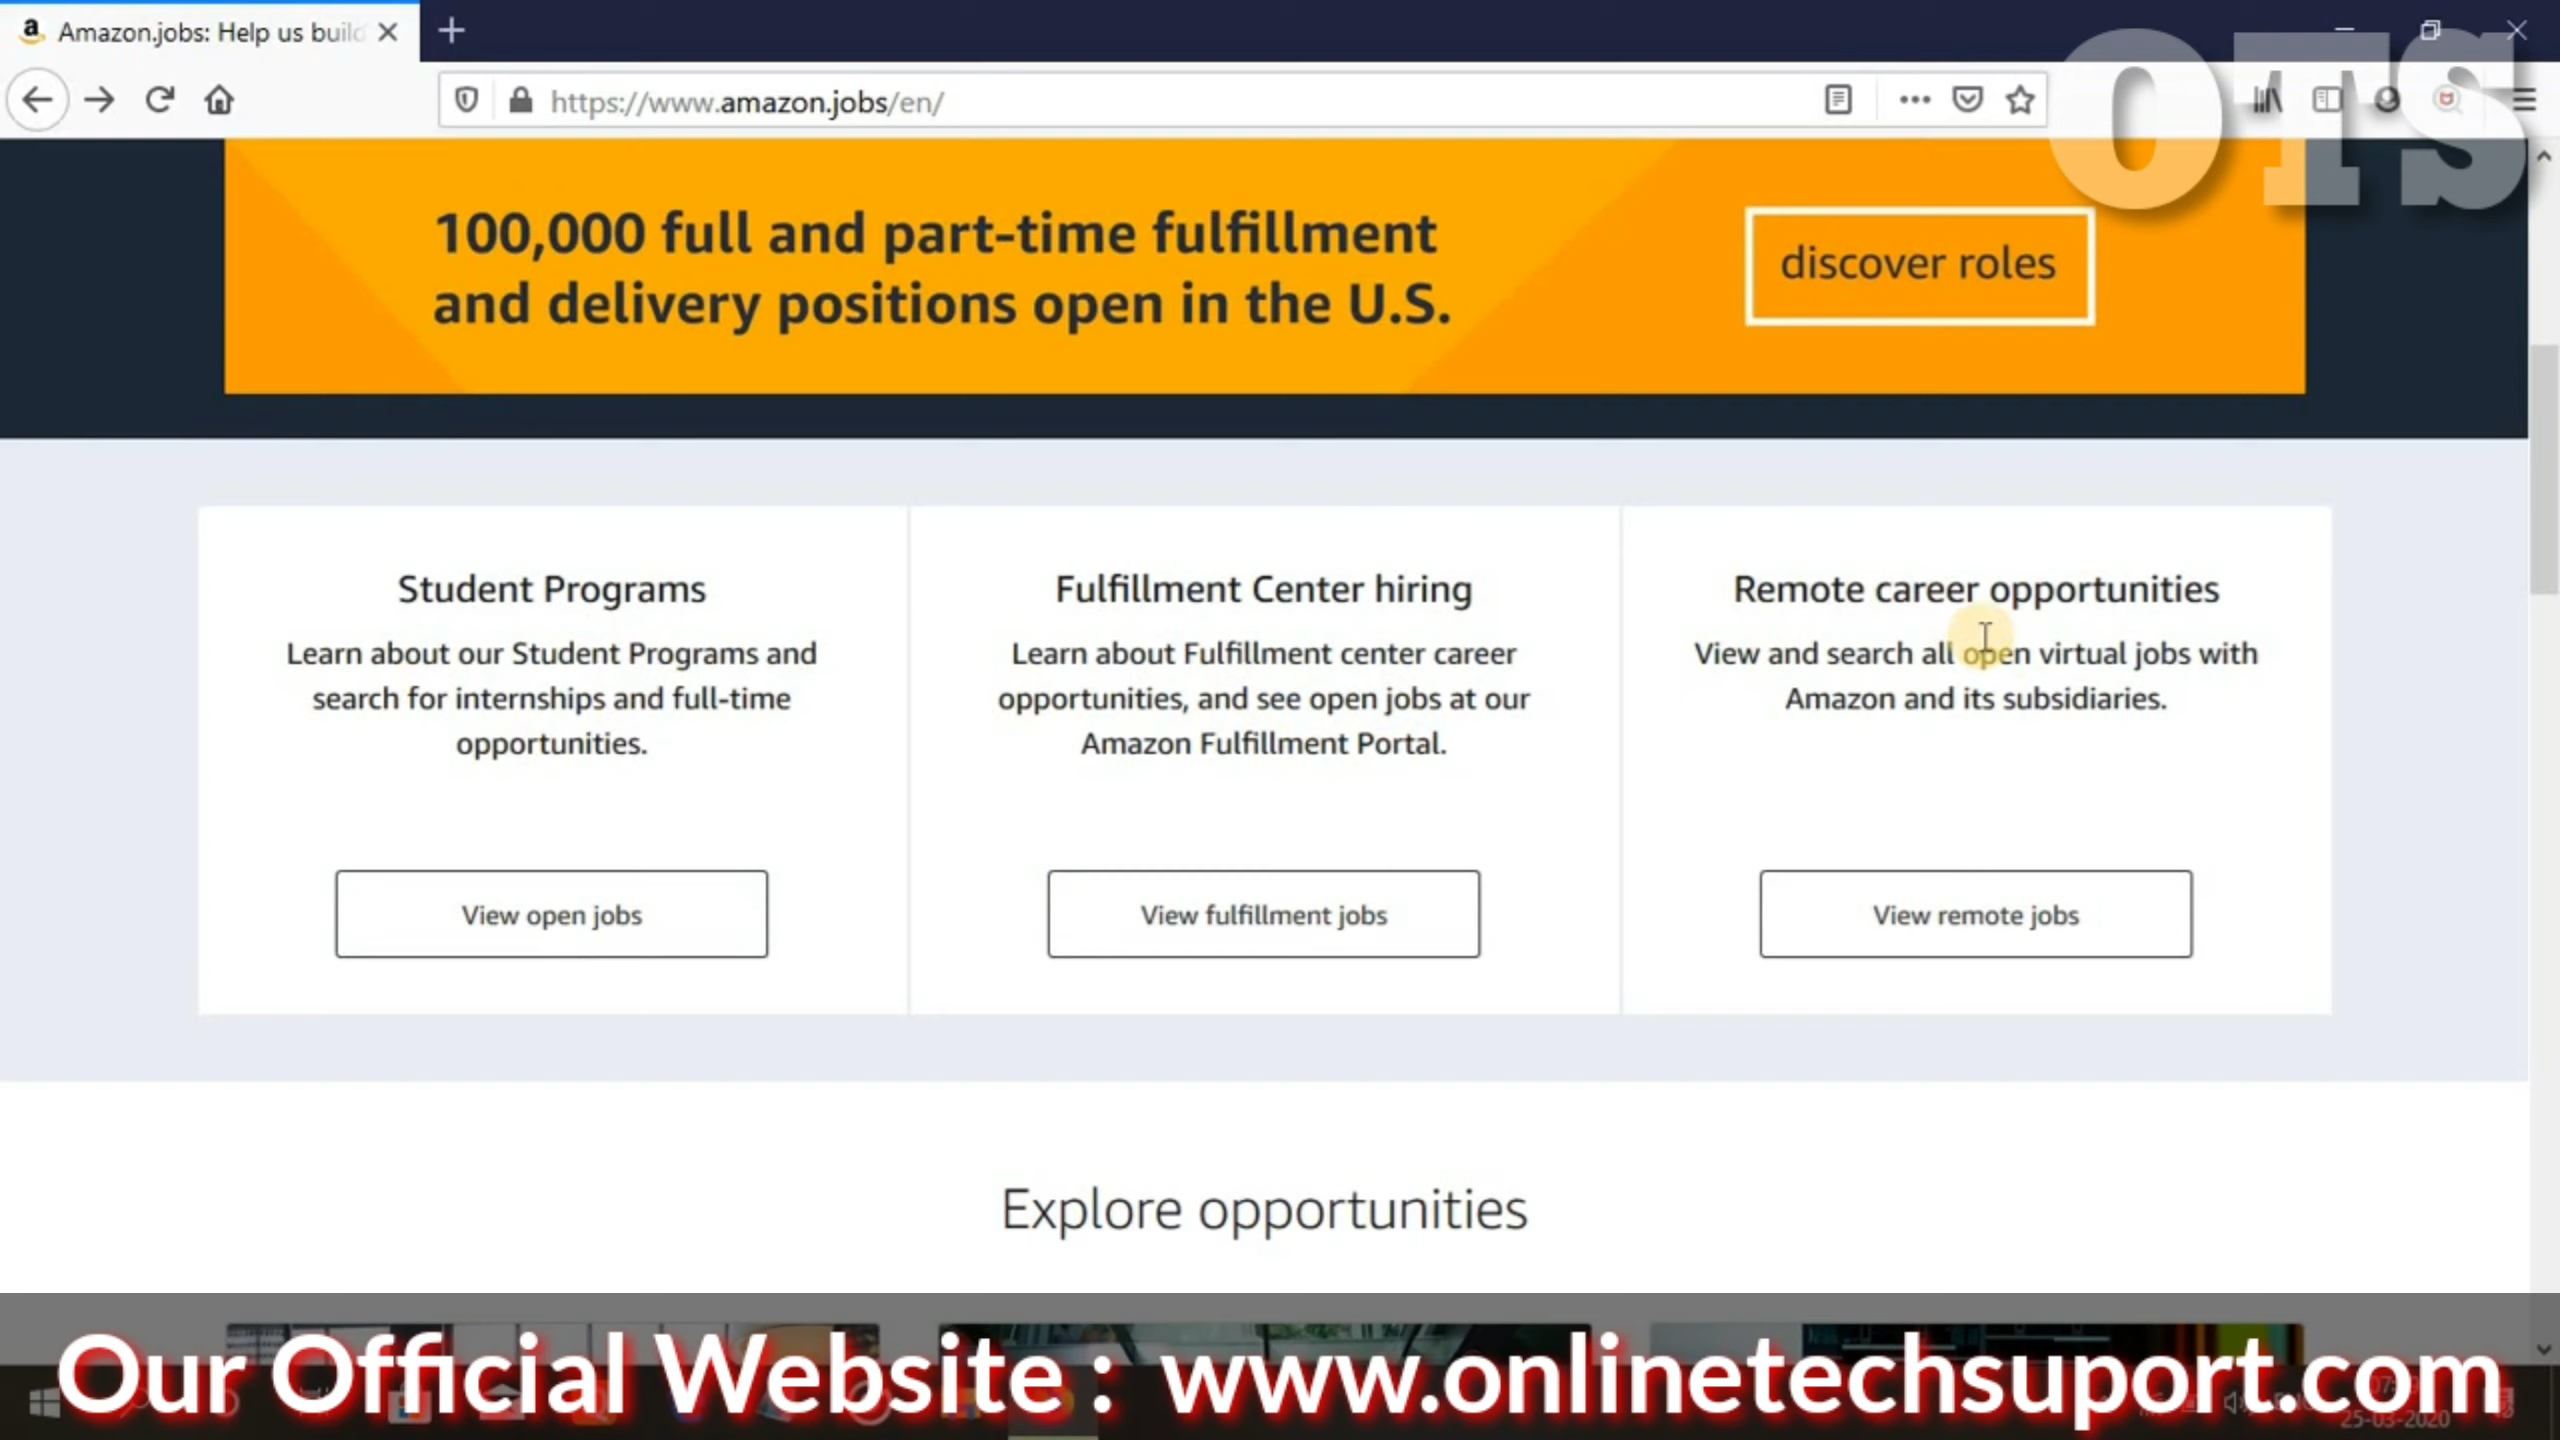 Amazon.jobs: Help us build
https://www.amazon.jobs/en/
OTS
100,000 full and part-time fulfillment
and delivery positions open in the U.S.
discover roles
Student Programs
Learn about our Student Programs and
search for internships and full-time
opportunities.
View open jobs
Fulfillment Center hiring
Learn about Fulfillment center career
opportunities, and see open jobs at our
Amazon Fulfillment Portal.
View fulfillment jobs
Remote career opportunities
View and search all open virtual jobs with
Amazon and its subsidiaries.
View remote jobs
Explore opportunities
Our Official Website : www.onlinetechsuport.com
25-03-2020